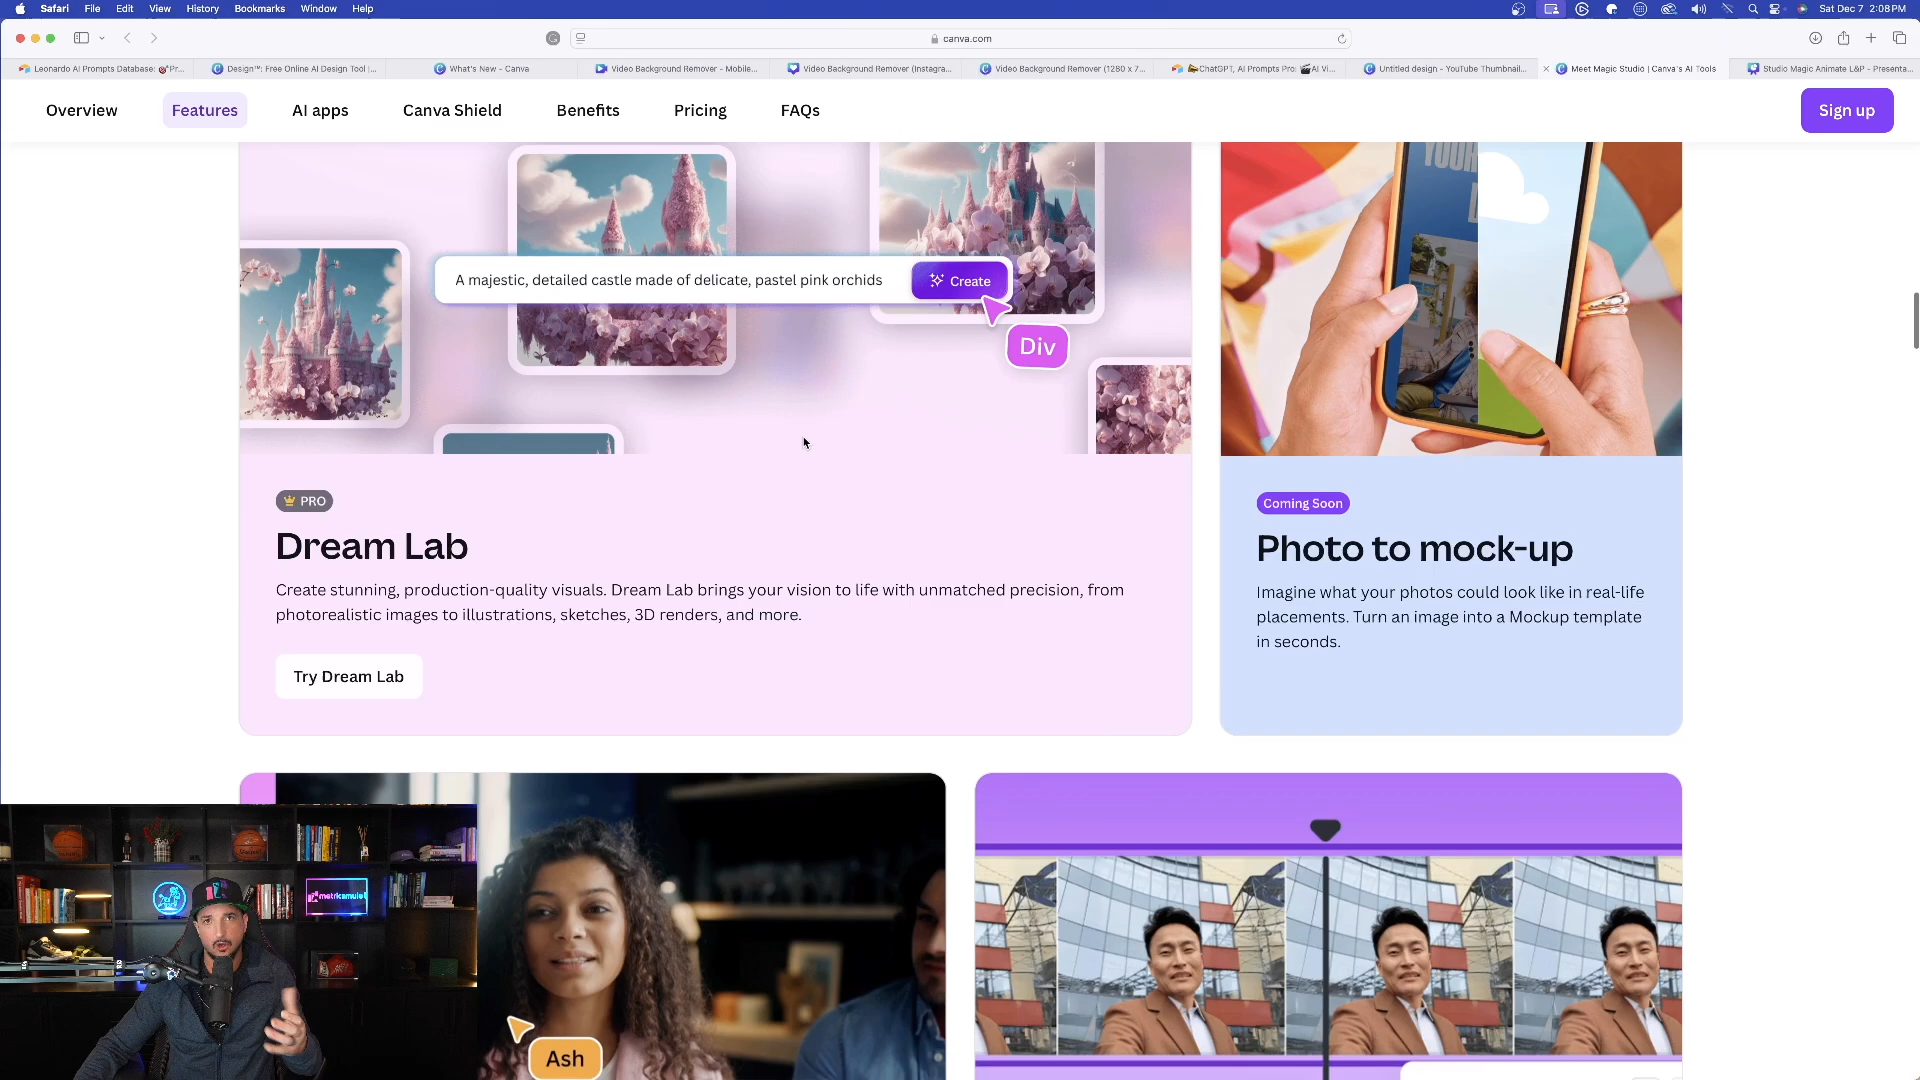 Safari File Edit View History Bookmarks Window Help
Sat Dec 7 2:08 PM
canva.com
Leonardo AI Prompts Database: 🎯Pr...
Design™: Free Online AI Design Tool |...
What's New - Canva
Video Background Remover - Mobile...
Video Background Remover (Instagra...
Video Background Remover (1280 x 7...
ChatGPT, AI Prompts Pro: 🎬AI Vi...
Untitled design - YouTube Thumbnail...
Meet Magic Studio | Canva's AI Tools
Studio Magic Animate L&P - Presenta...
Overview
Features
AI apps
Canva Shield
Benefits
Pricing
FAQs
Sign up
A majestic, detailed castle made of delicate, pastel pink orchids
Create
Div
PRO
Dream Lab
Create stunning, production-quality visuals. Dream Lab brings your vision to life with unmatched precision, from
photorealistic images to illustrations, sketches, 3D renders, and more.
Try Dream Lab
YOUR
Coming Soon
Photo to mock-up
Imagine what your photos could look like in real-life
placements. Turn an image into a Mockup template
in seconds.
metricsmule
Ash